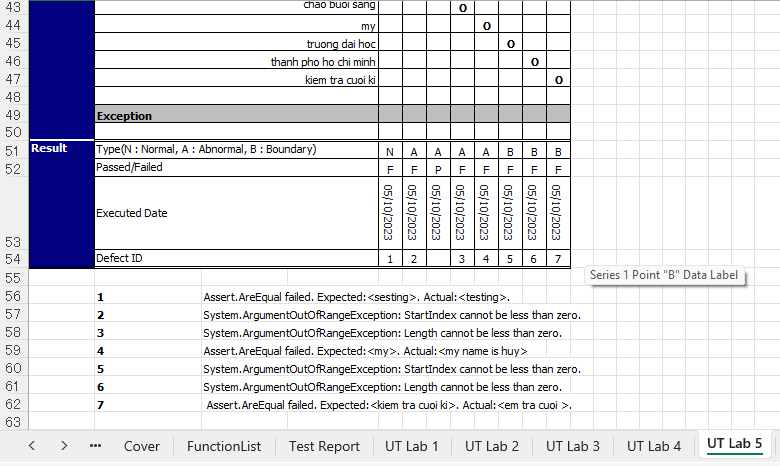 43 chao buoi sang O
44 my O
45 truong dai hoc O
46 thanh pho ho chi minh O
47 kiem tra cuoi ki O
48
49 Exception
50
51 Result Type(N : Normal, A : Abnormal, B : Boundary) N A A A A B B B
52 Passed/Failed F F P F F F F F
53 Executed Date 05/10/2023 05/10/2023 05/10/2023 05/10/2023 05/10/2023 05/10/2023 05/10/2023
54 Defect ID 1 2 3 4 5 6 7
Series 1 Point "B" Data Label
55
56 1 Assert.AreEqual failed. Expected:<sesting>. Actual:<testing>.
57 2 System.ArgumentOutOfRangeException: StartIndex cannot be less than zero.
58 3 System.ArgumentOutOfRangeException: Length cannot be less than zero.
59 4 Assert.AreEqual failed. Expected:<my>. Actual:<my name is huy>
60 5 System.ArgumentOutOfRangeException: StartIndex cannot be less than zero.
61 6 System.ArgumentOutOfRangeException: Length cannot be less than zero.
62 7 Assert.AreEqual failed. Expected:<kiem tra cuoi ki>. Actual:<em tra cuoi >.
63
< > ••• Cover FunctionList Test Report UT Lab 1 UT Lab 2 UT Lab 3 UT Lab 4 UT Lab 5